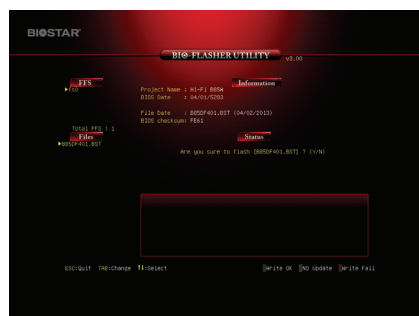 BIOSTAR
BIO-FLASHER UTILITY v3.00
FFS
▶fs0
Total FFS : 1
Files
▶B85DF401.BST
Information
Project Name : Hi-Fi B85W
BIOS Date : 04/01/5203
File Date : B85DF401.BST (04/02/2013)
BIOS checksum: FE61
Status
Are you sure to flash [B85DF401.BST] ? (Y/N)
ESC:Quit TAB:Change ↑↓:Select
Write OK NO Update Write Fail